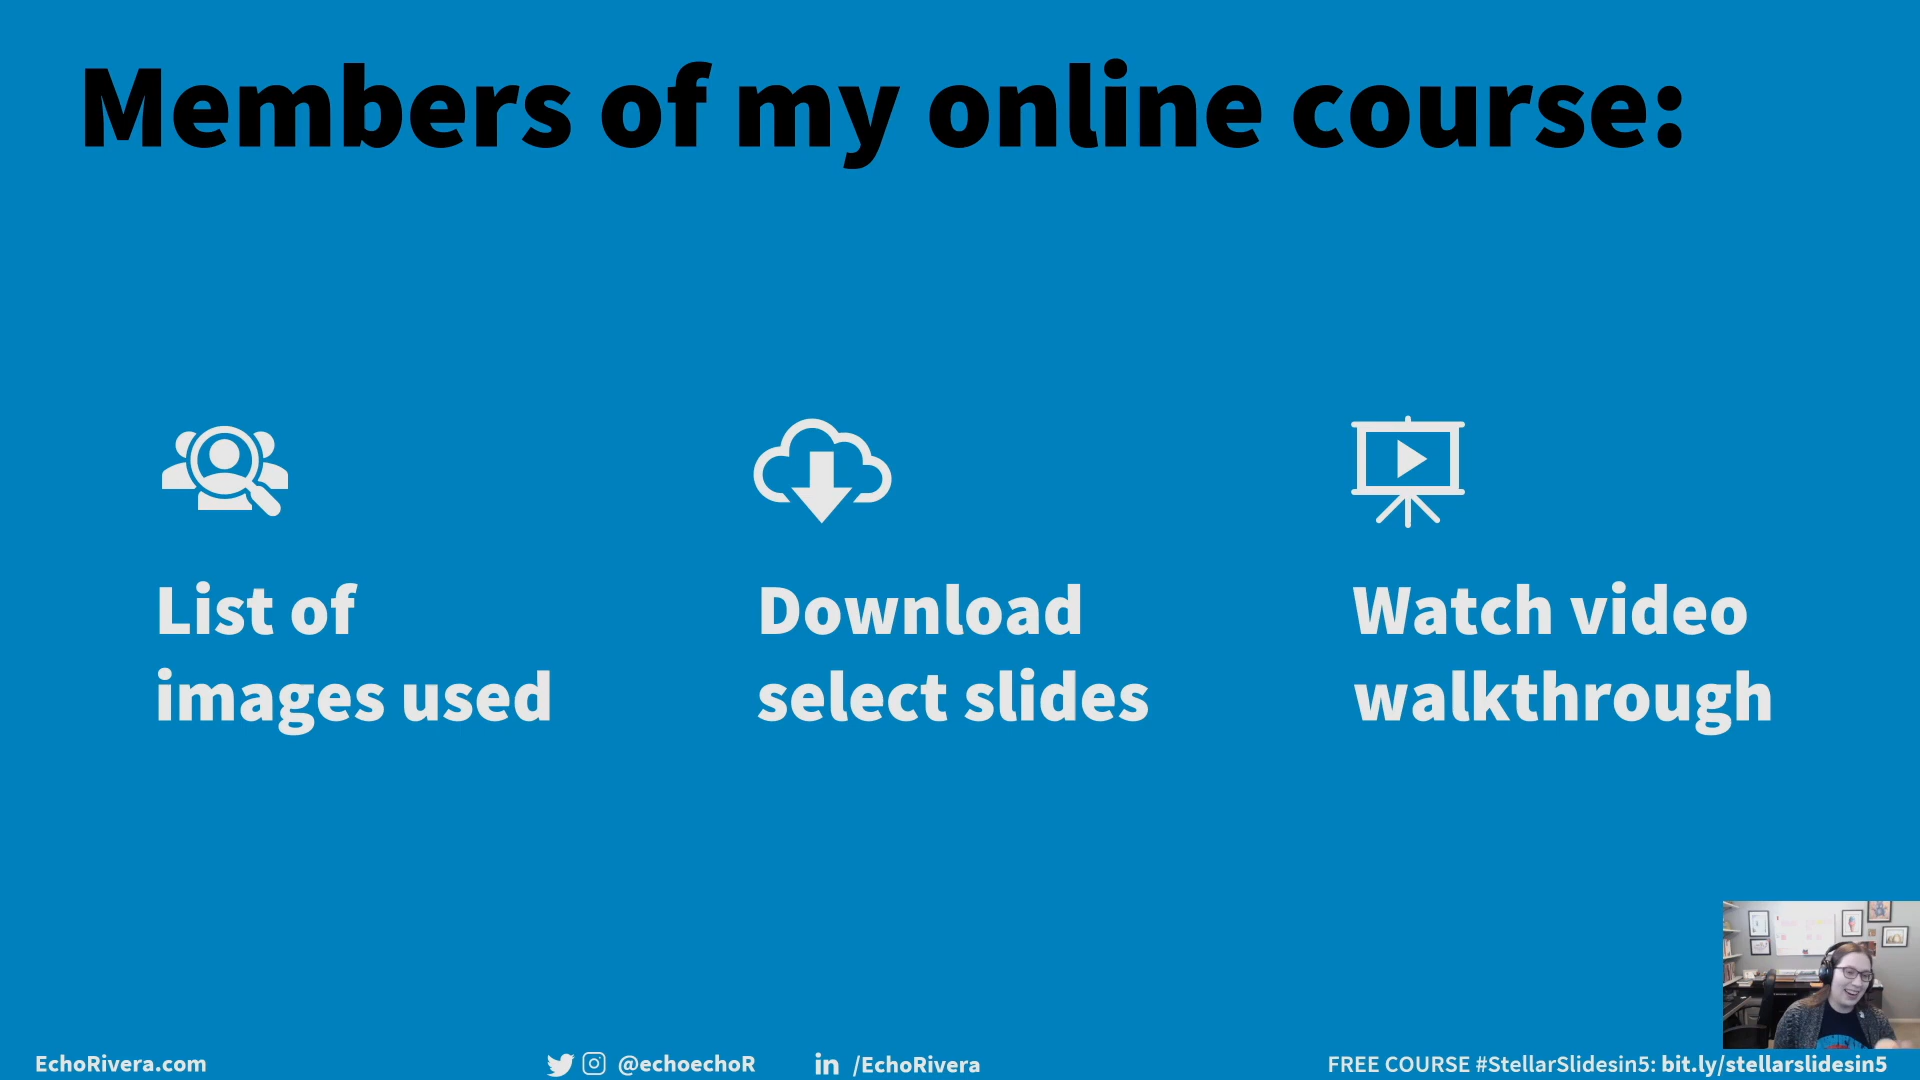 Members of my online course:
List of
images used
Download
select slides
Watch video
walkthrough
EchoRivera.com
@echoechoR
in /EchoRivera
FREE COURSE #StellarSlidesin5: bit.ly/stellarslidesin5